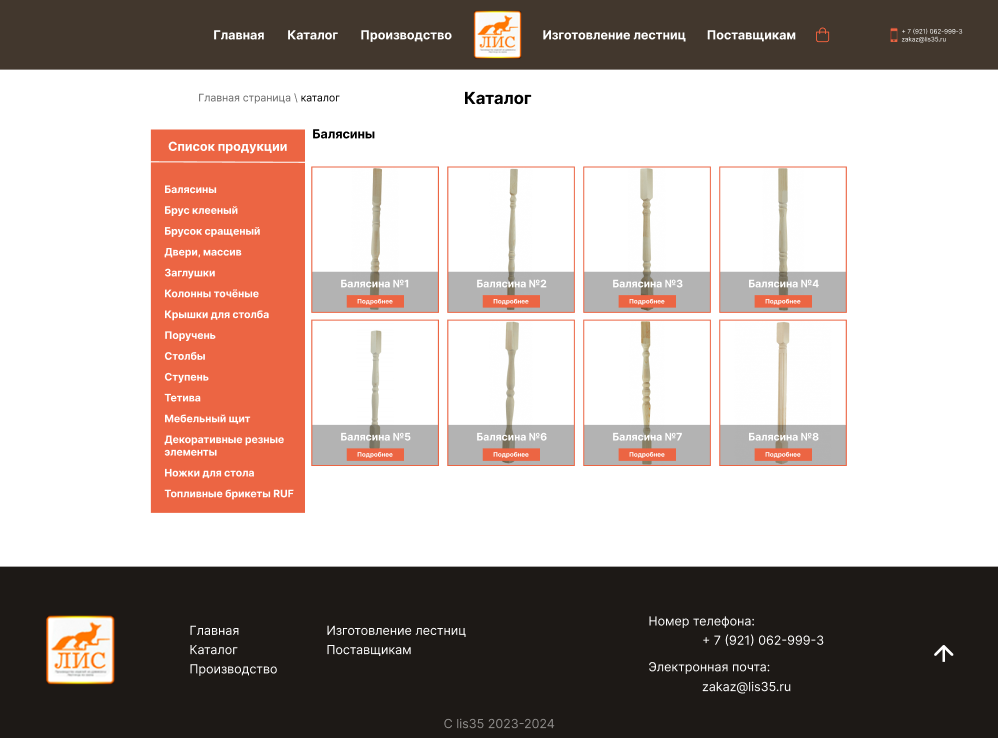 Главная
Каталог
Производство
ЛИС
Изготовление лестниц
Поставщикам
+ 7 (921) 062-999-3
zakaz@lis35.ru
Главная страница \ каталог
Каталог
Список продукции
Балясины
Брус клееный
Брусок сращеный
Двери, массив
Заглушки
Колонны точёные
Крышки для столба
Поручень
Столбы
Ступень
Тетива
Мебельный щит
Декоративные резные
элементы
Ножки для стола
Топливные брикеты RUF
Балясины
Балясина №1
Подробнее
Балясина №2
Подробнее
Балясина №3
Подробнее
Балясина №4
Подробнее
Балясина №5
Подробнее
Балясина №6
Подробнее
Балясина №7
Подробнее
Балясина №8
Подробнее
ЛИС
Главная
Каталог
Производство
Изготовление лестниц
Поставщикам
Номер телефона:
+ 7 (921) 062-999-3
Электронная почта:
zakaz@lis35.ru
С lis35 2023-2024